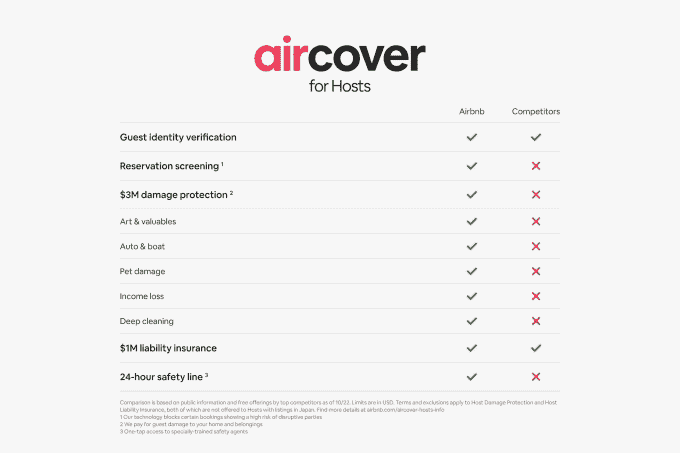 aircover
for Hosts
Airbnb Competitors
Guest identity verification
Reservation screening 1
$3M damage protection 2
Art & valuables
Auto & boat
Pet damage
Income loss
Deep cleaning
$1M liability insurance
24-hour safety line 3
Comparison is based on public information and free offerings by top competitors as of 10/22. Limits are in USD. Terms and exclusions apply to Host Damage Protection and Host
Liability Insurance, both of which are not offered to Hosts with listings in Japan. Find more details at airbnb.com/aircover-hosts-info
1 Our technology blocks certain bookings showing a high risk of disruptive parties
2 We pay for guest damage to your home and belongings
3 One-tap access to specially-trained safety agents